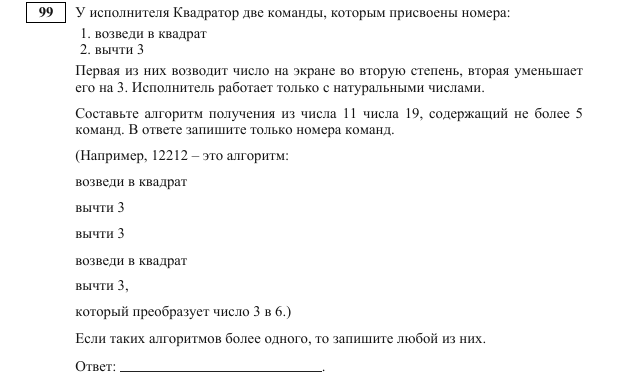 99 У исполнителя Квадратор две команды, которым присвоены номера:
1. возведи в квадрат
2. вычти 3
Первая из них возводит число на экране во вторую степень, вторая уменьшает
его на 3. Исполнитель работает только с натуральными числами.
Составьте алгоритм получения из числа 11 числа 19, содержащий не более 5
команд. В ответе запишите только номера команд.
(Например, 12212 – это алгоритм:
возведи в квадрат
вычти 3
вычти 3
возведи в квадрат
вычти 3,
который преобразует число 3 в 6.)
Если таких алгоритмов более одного, то запишите любой из них.
Ответ: ____________________________.